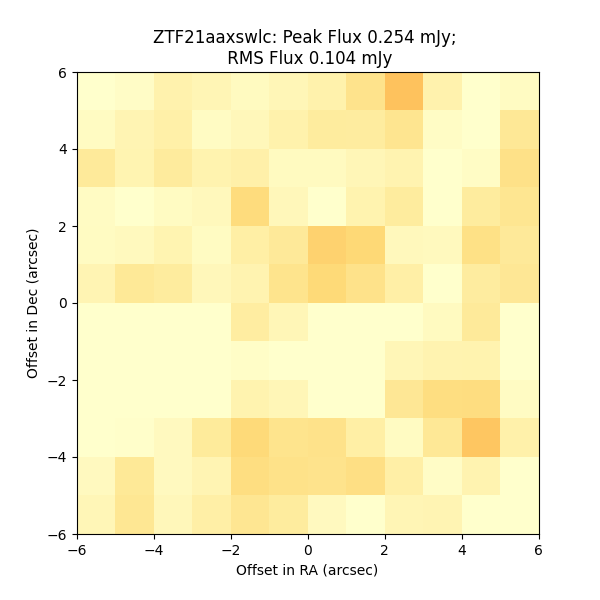 ZTF21aaxswlc: Peak Flux 0.254 mJy;
RMS Flux 0.104 mJy
6
4
2
0
−2
−4
−6
Offset in Dec (arcsec)
−6 −4 −2 0 2 4 6
Offset in RA (arcsec)